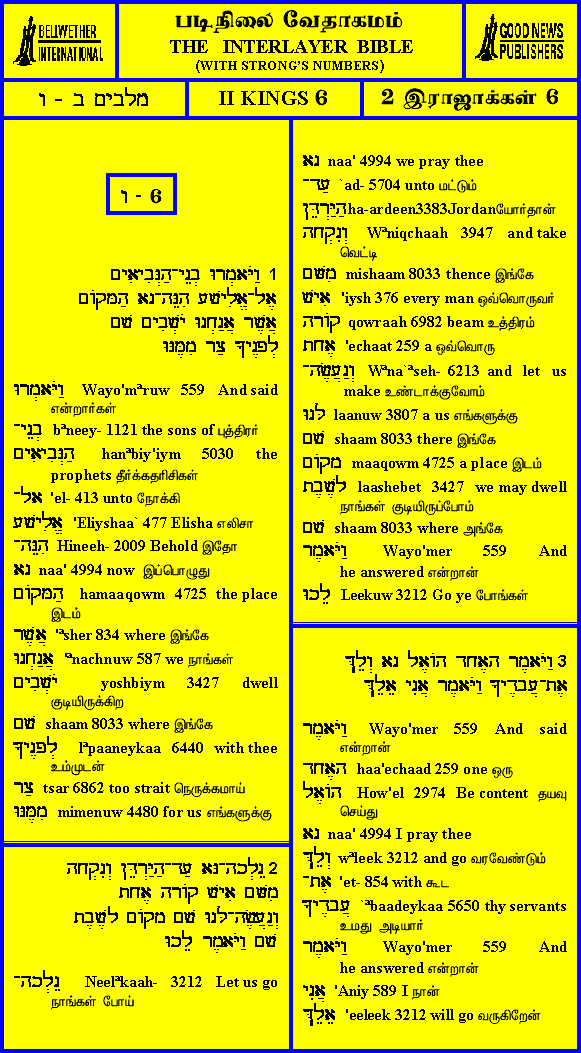 BELLWETHER
INTERNATIONAL
படிநிலை வேதாகமம்
THE INTERLAYER BIBLE
(WITH STRONG'S NUMBERS)
GOOD NEWS
PUBLISHERS
מלבים ב - ו
II KINGS 6
2 இராஜாக்கள் 6
ו - 6
1 וַיֹּאמְרוּ בְנֵי־הַנְּבִיאִים
אֶל־אֱלִישָׁע הִנֵּה־נָא הַמָּקוֹם
אֲשֶׁר אֲנַחְנוּ יֹשְׁבִים שָׁם
לְפָנֶיךָ צַר מִמֶּנּוּ
וַיֹּאמְרוּ Wayo'mªruw 559 And said
என்றார்கள்
בְנֵי־ bªneey- 1121 the sons of புத்திரர்
הַנְּבִיאִים hanªbiy'iym 5030 the
prophets தீர்க்கதரிசிகள்
אֶל־ 'el- 413 unto நோக்கி
אֱלִישָׁע 'Eliyshaa` 477 Elisha எலிசா
הִנֵּה־ Hineeh- 2009 Behold இதோ
נָא naa' 4994 now இப்பொழுது
הַמָּקוֹם hamaaqowm 4725 the place
இடம்
אֲשֶׁר 'ªsher 834 where இங்கே
אֲנַחְנוּ 'ªnachnuw 587 we நாங்கள்
יֹשְׁבִים yoshbiym 3427 dwell
குடியிருக்கிற
שָׁם shaam 8033 where இங்கே
לְפָנֶיךָ lªpaaneykaa 6440 with thee
உம்முடன்
צַר tsar 6862 too strait நெருக்கமாய்
מִמֶּנּוּ mimenuw 4480 for us எங்களுக்கு
2 נֵלְכָה־נָּא עַד־הַיַּרְדֵּן וְנִקְחָה
מִשָּׁם אִישׁ קוֹרָה אֶחָת
וְנַעֲשֶׂה־לָּנוּ שָׁם מָקוֹם לָשֶׁבֶת
שָׁם וַיֹּאמֶר לֵכוּ
נֵלְכָה־ Neelªkaah- 3212 Let us go
நாங்கள் போய்
נָּא naa' 4994 we pray thee
עַד־ `ad- 5704 unto மட்டும்
הַיַּרְדֵּן ha-ardeen3383Jordanயோர்தான்
וְנִקְחָה Wªniqchaah 3947 and take
வெட்டி
מִשָּׁם mishaam 8033 thence இங்கே
אִישׁ 'iysh 376 every man ஒவ்வொருவர்
קוֹרָה qowraah 6982 beam உத்திரம்
אֶחָת 'echaat 259 a ஒவ்வொரு
וְנַעֲשֶׂה־ Wªna`ªseh- 6213 and let us
make உண்டாக்குவோம்
לָּנוּ laanuw 3807 a us எங்களுக்கு
שָׁם shaam 8033 there இங்கே
מָקוֹם maaqowm 4725 a place இடம்
לָשֶׁבֶת laashebet 3427 we may dwell
நாங்கள் குடியிருப்போம்
שָׁם shaam 8033 where அங்கே
וַיֹּאמֶר Wayo'mer 559 And
he answered என்றான்
לֵכוּ Leekuw 3212 Go ye போங்கள்
3 וַיֹּאמֶר הָאֶחָד הוֹאֶל נָא וְלֵךְ
אֶת־עֲבָדֶיךָ וַיֹּאמֶר אֲנִי אֵלֵךְ
וַיֹּאמֶר Wayo'mer 559 And said
என்றான்
הָאֶחָד haa'echaad 259 one ஒரு
הוֹאֶל How'el 2974 Be content தயவு
செய்து
נָא naa' 4994 I pray thee
וְלֵךְ wªleek 3212 and go வரவேண்டும்
אֶת־ 'et- 854 with கூட
עֲבָדֶיךָ `ªbaadeykaa 5650 thy servants
உமது அடியார்
וַיֹּאמֶר Wayo'mer 559 And
he answered என்றான்
אֲנִי 'Aniy 589 I நான்
אֵלֵךְ 'eeleek 3212 will go வருகிறேன்